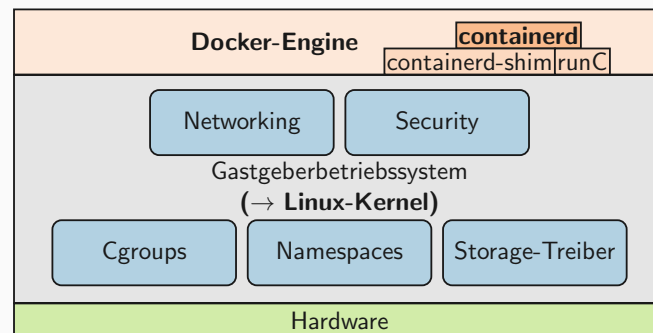 containerd
Docker-Engine
containerd-shim runC
Networking Security
Gastgeberbetriebssystem
(→ Linux-Kernel)
Cgroups Namespaces Storage-Treiber
Hardware